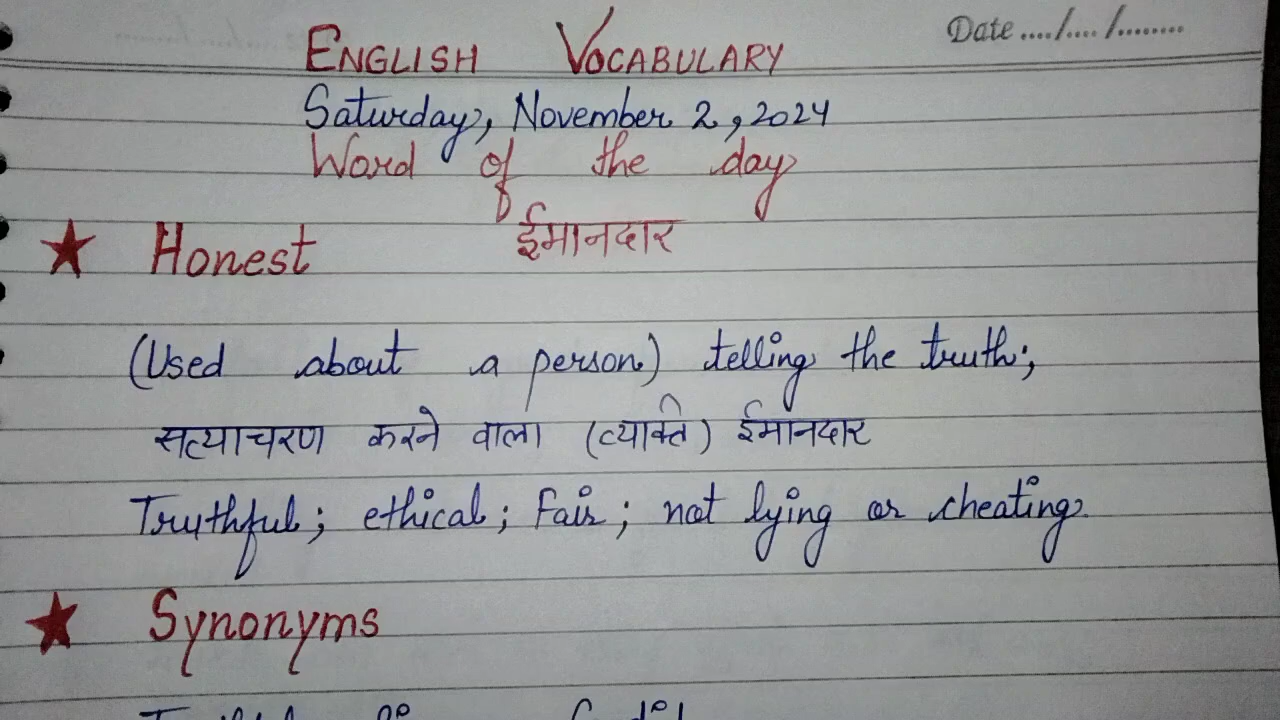 Date ..../..../.........
ENGLISH VOCABULARY
Saturday, November 2, 2024
Word of the day
★ Honest ईमानदार
(Used about a person) telling the truth;
सत्याचरण करने वाला (व्यक्ति) ईमानदार
Truthful; ethical; Fair; not lying or cheating
★ Synonyms